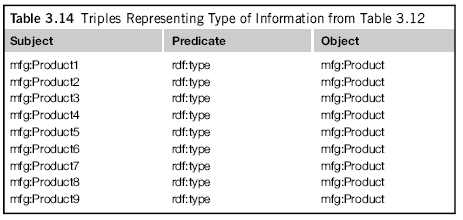 Table 3.14 Triples Representing Type of Information from Table 3.12
Subject Predicate Object
mfg:Product1 rdf:type mfg:Product
mfg:Product2 rdf:type mfg:Product
mfg:Product3 rdf:type mfg:Product
mfg:Product4 rdf:type mfg:Product
mfg:Product5 rdf:type mfg:Product
mfg:Product6 rdf:type mfg:Product
mfg:Product7 rdf:type mfg:Product
mfg:Product8 rdf:type mfg:Product
mfg:Product9 rdf:type mfg:Product